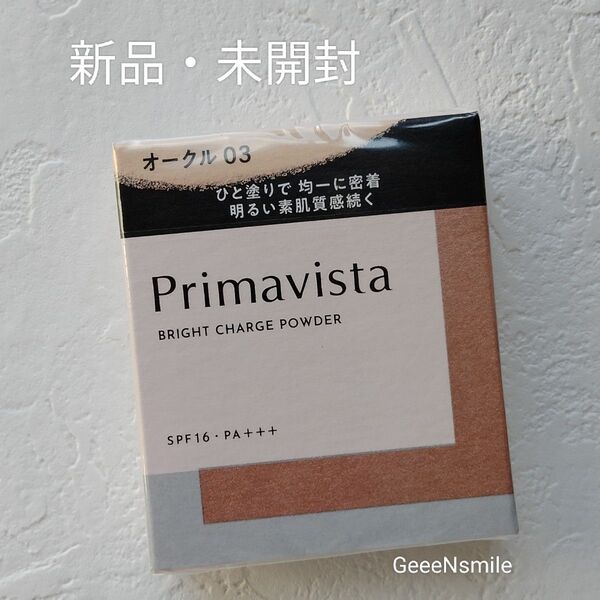 新品・未開封
オークル 03
ひと塗りで 均一に密着
明るい素肌質感続く
Primavista
BRIGHT CHARGE POWDER
SPF16・PA+++
GeeeNsmile